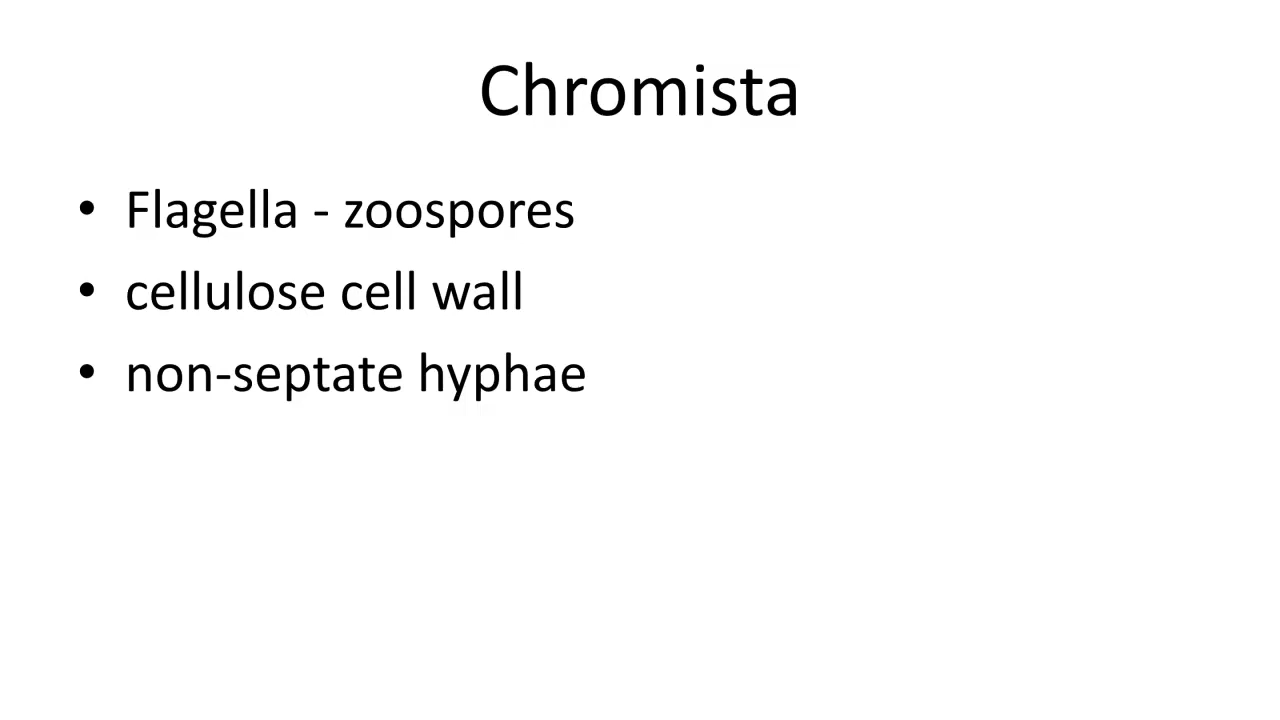 Chromista
• Flagella - zoospores
• cellulose cell wall
• non-septate hyphae